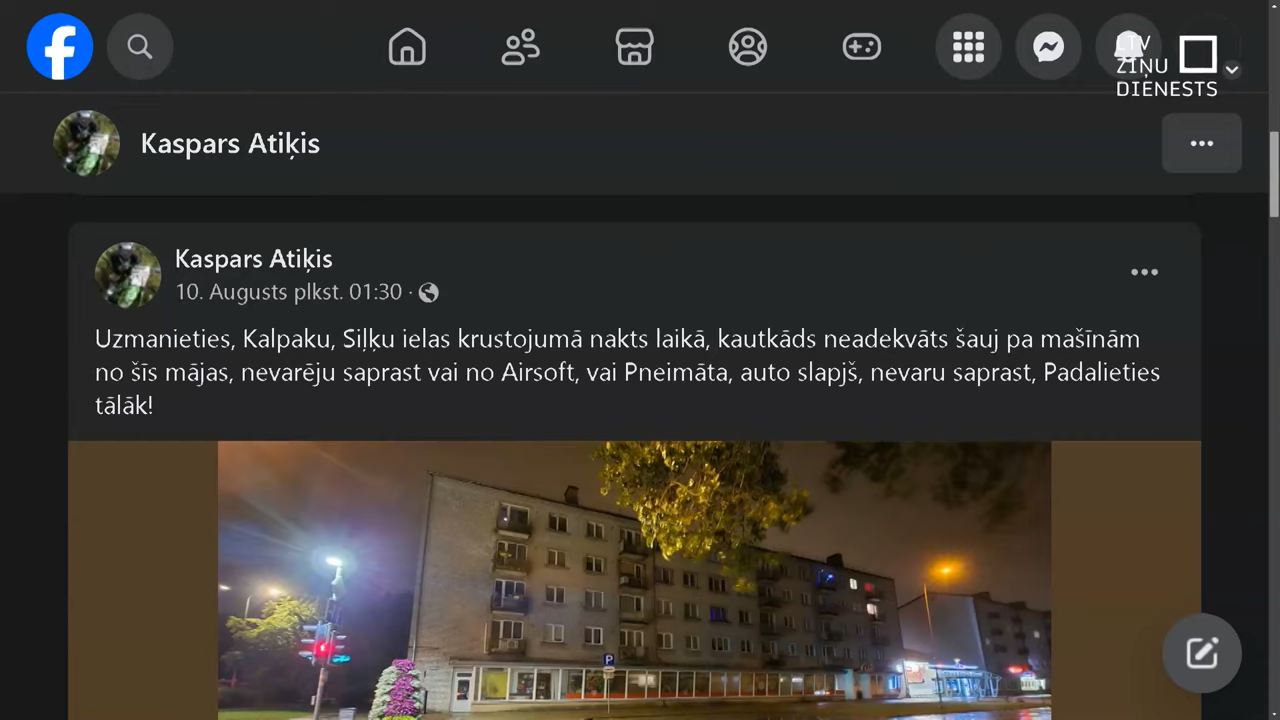 LTV
ZIŅU
DIENESTS
Kaspars Atiķis
Kaspars Atiķis
10. Augusts plkst. 01:30 ·
Uzmanieties, Kalpaku, Siļķu ielas krustojumā nakts laikā, kautkāds neadekvāts šauj pa mašīnām
no šīs mājas, nevarēju saprast vai no Airsoft, vai Pneimāta, auto slapjš, nevaru saprast, Padalieties
tālāk!
P